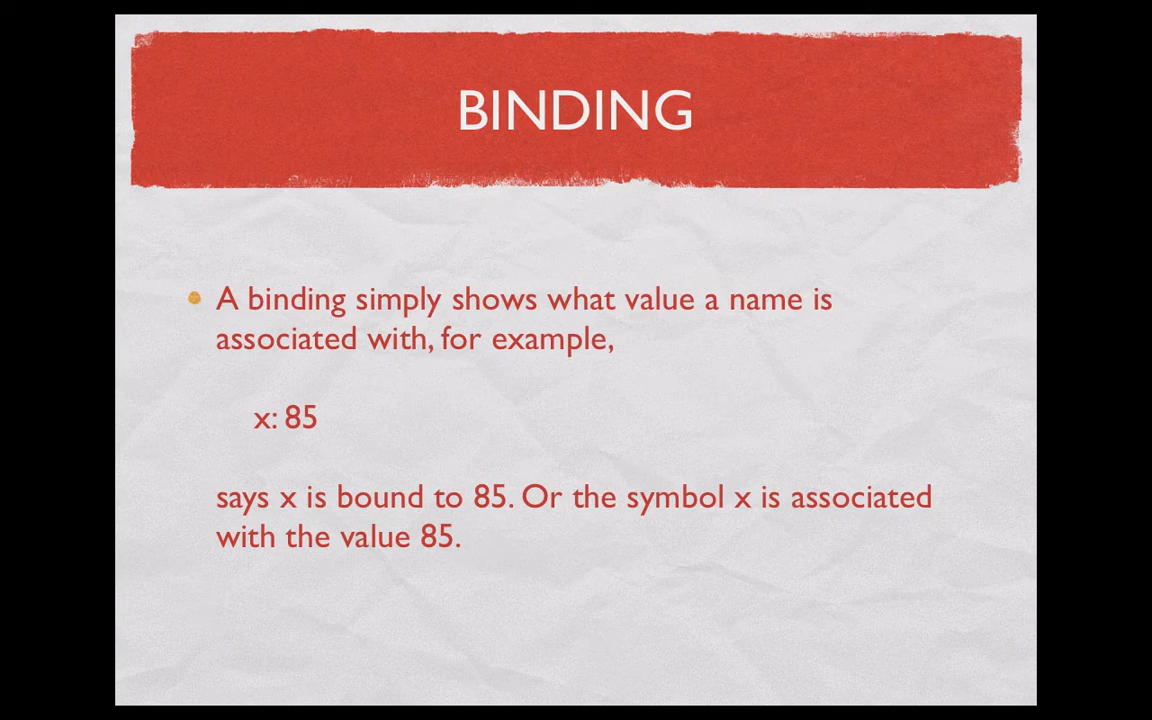 BINDING
A binding simply shows what value a name is
associated with, for example,
x: 85
says x is bound to 85. Or the symbol x is associated
with the value 85.